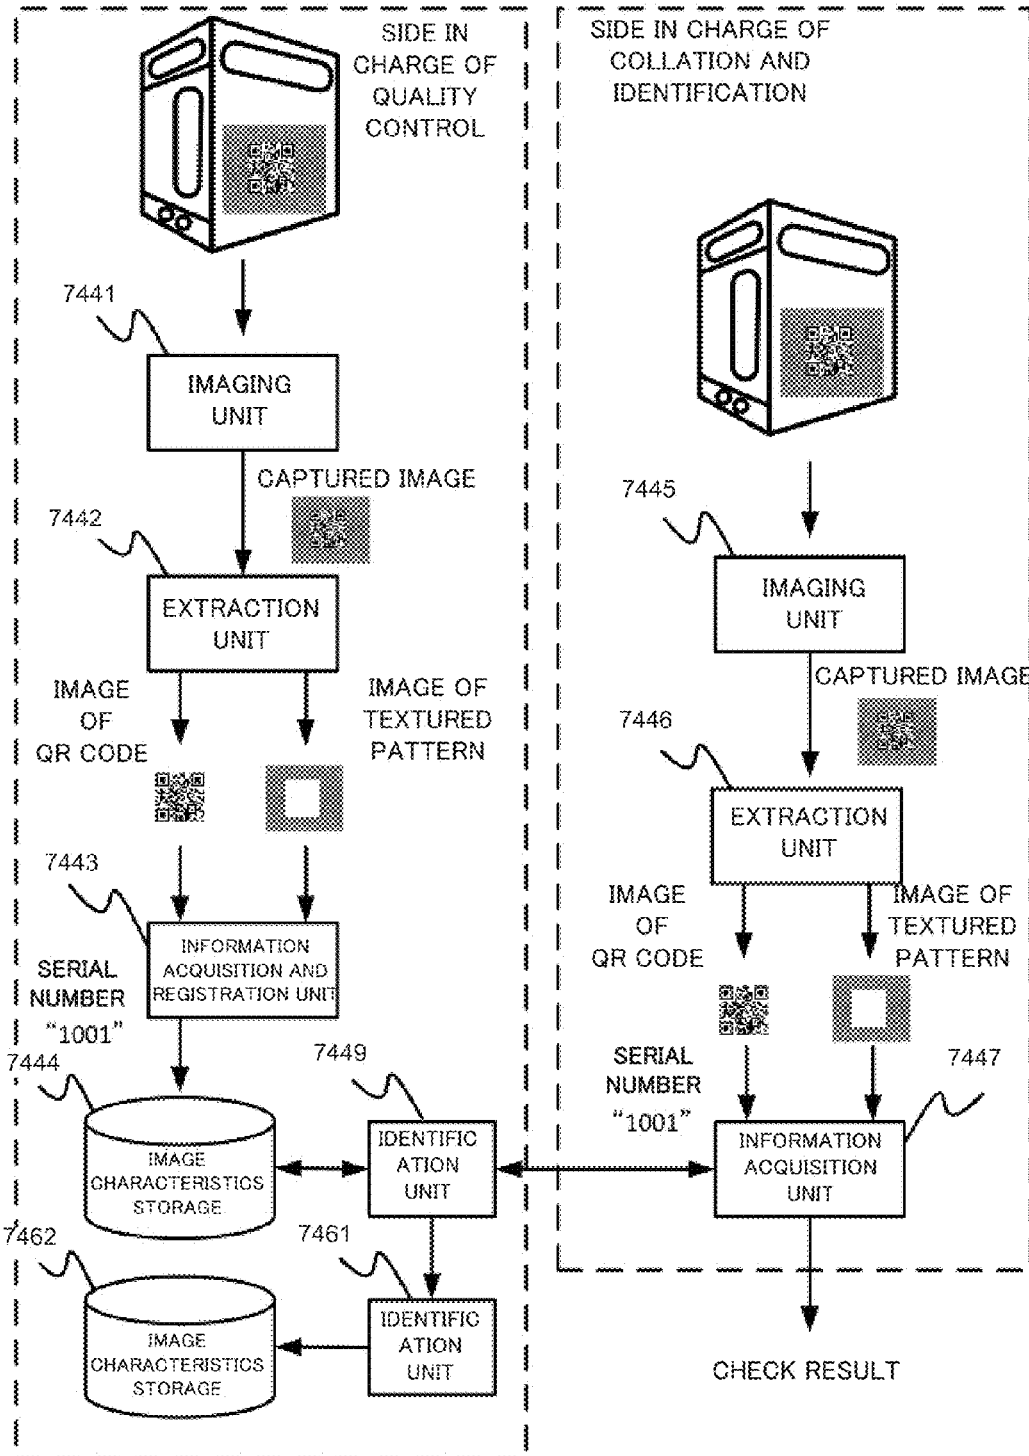 SIDE IN
CHARGE OF
QUALITY
CONTROL
7441
IMAGING
UNIT
CAPTURED IMAGE
7442
EXTRACTION
UNIT
IMAGE
OF
QR CODE
IMAGE OF
TEXTURED
PATTERN
7443
INFORMATION
ACQUISITION AND
REGISTRATION UNIT
SERIAL
NUMBER
“1001”
7444
IMAGE
CHARACTERISTICS
STORAGE
7449
IDENTIFIC
ATION
UNIT
7462
IMAGE
CHARACTERISTICS
STORAGE
7461
IDENTIFIC
ATION
UNIT
SIDE IN CHARGE OF
COLLATION AND
IDENTIFICATION
7445
IMAGING
UNIT
CAPTURED IMAGE
7446
EXTRACTION
UNIT
IMAGE
OF
QR CODE
IMAGE OF
TEXTURED
PATTERN
SERIAL
NUMBER
“1001”
7447
INFORMATION
ACQUISITION
UNIT
CHECK RESULT